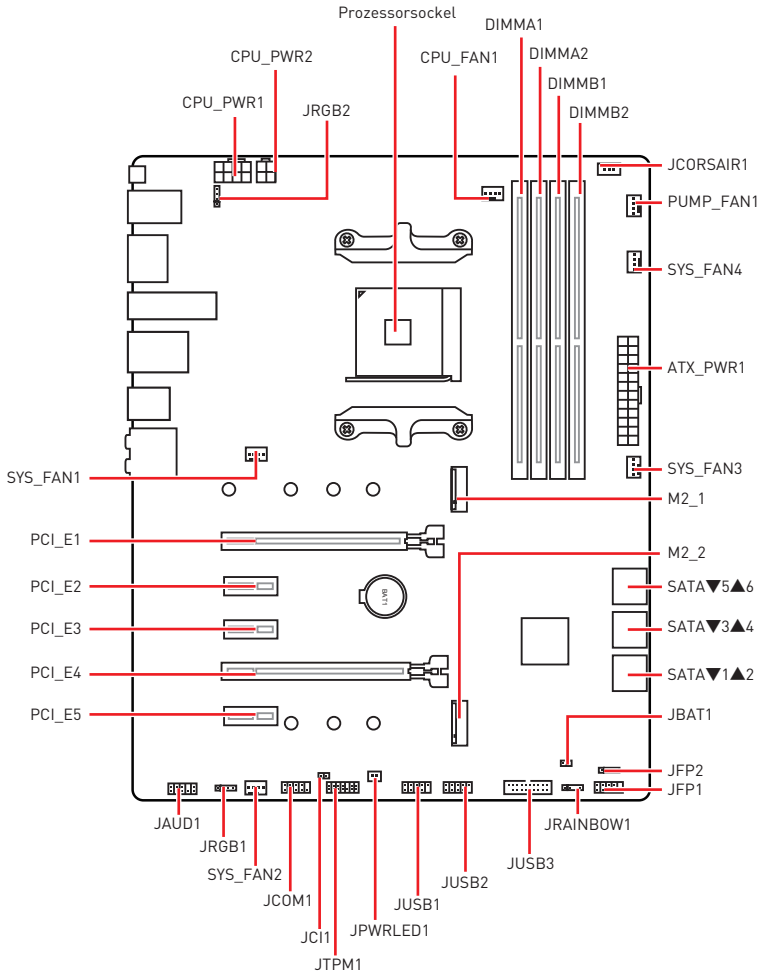 Prozessorsockel
DIMMA1
CPU_PWR2
CPU_FAN1
DIMMA2
CPU_PWR1
JRGB2
DIMMB1
DIMMB2
JCORSAIR1
PUMP_FAN1
SYS_FAN4
ATX_PWR1
SYS_FAN1
SYS_FAN3
M2_1
PCI_E1
M2_2
PCI_E2
BAT1
SATA▼5▲6
PCI_E3
SATA▼3▲4
PCI_E4
SATA▼1▲2
PCI_E5
JBAT1
JFP2
JFP1
JAUD1
JRAINBOW1
JRGB1
JUSB3
SYS_FAN2
JUSB2
JCOM1
JUSB1
JPWRLED1
JCI1
JTPM1